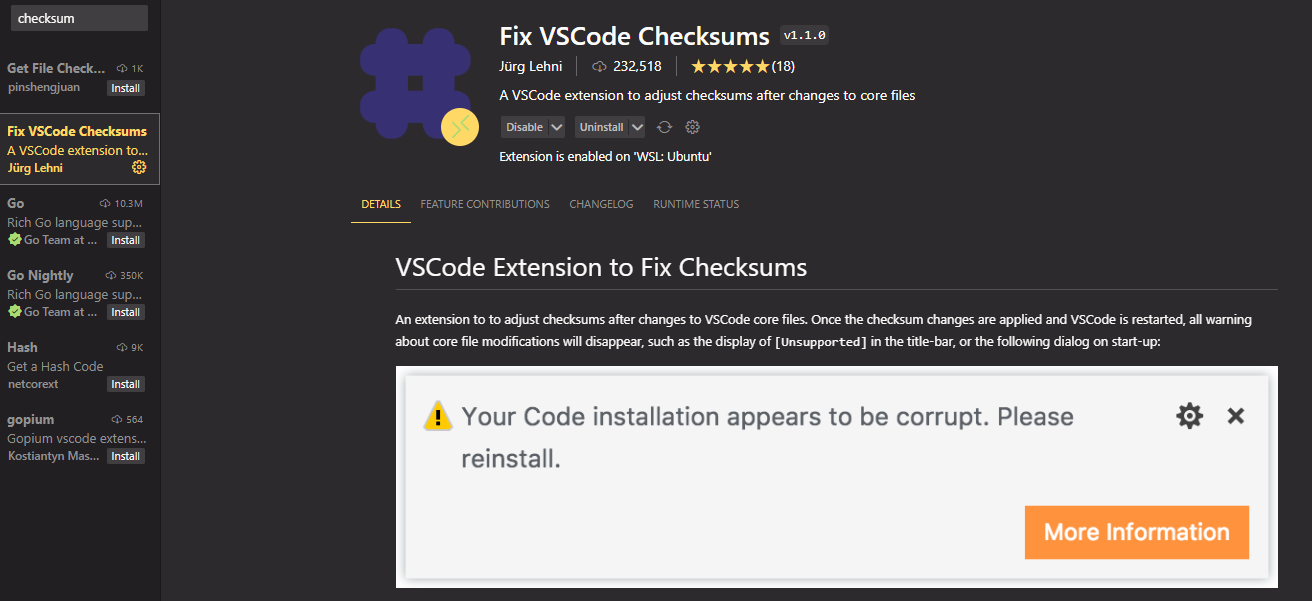 checksum
Get File Check... 1K
pinshengjuan Install
Fix VSCode Checksums
A VSCode extension to...
Jürg Lehni
Go 10.3M
Rich Go language sup...
Go Team at ... Install
Go Nightly 350K
Rich Go language sup...
Go Team at ... Install
Hash 9K
Get a Hash Code
netcorext Install
gopium 564
Gopium vscode extens...
Kostiantyn Mas... Install
Fix VSCode Checksums v1.1.0
Jürg Lehni 232,518 (18)
A VSCode extension to adjust checksums after changes to core files
Disable Uninstall
Extension is enabled on 'WSL: Ubuntu'
DETAILS FEATURE CONTRIBUTIONS CHANGELOG RUNTIME STATUS
VSCode Extension to Fix Checksums
An extension to to adjust checksums after changes to VSCode core files. Once the checksum changes are applied and VSCode is restarted, all warning
about core file modifications will disappear, such as the display of [Unsupported] in the title-bar, or the following dialog on start-up:
Your Code installation appears to be corrupt. Please
reinstall.
More Information